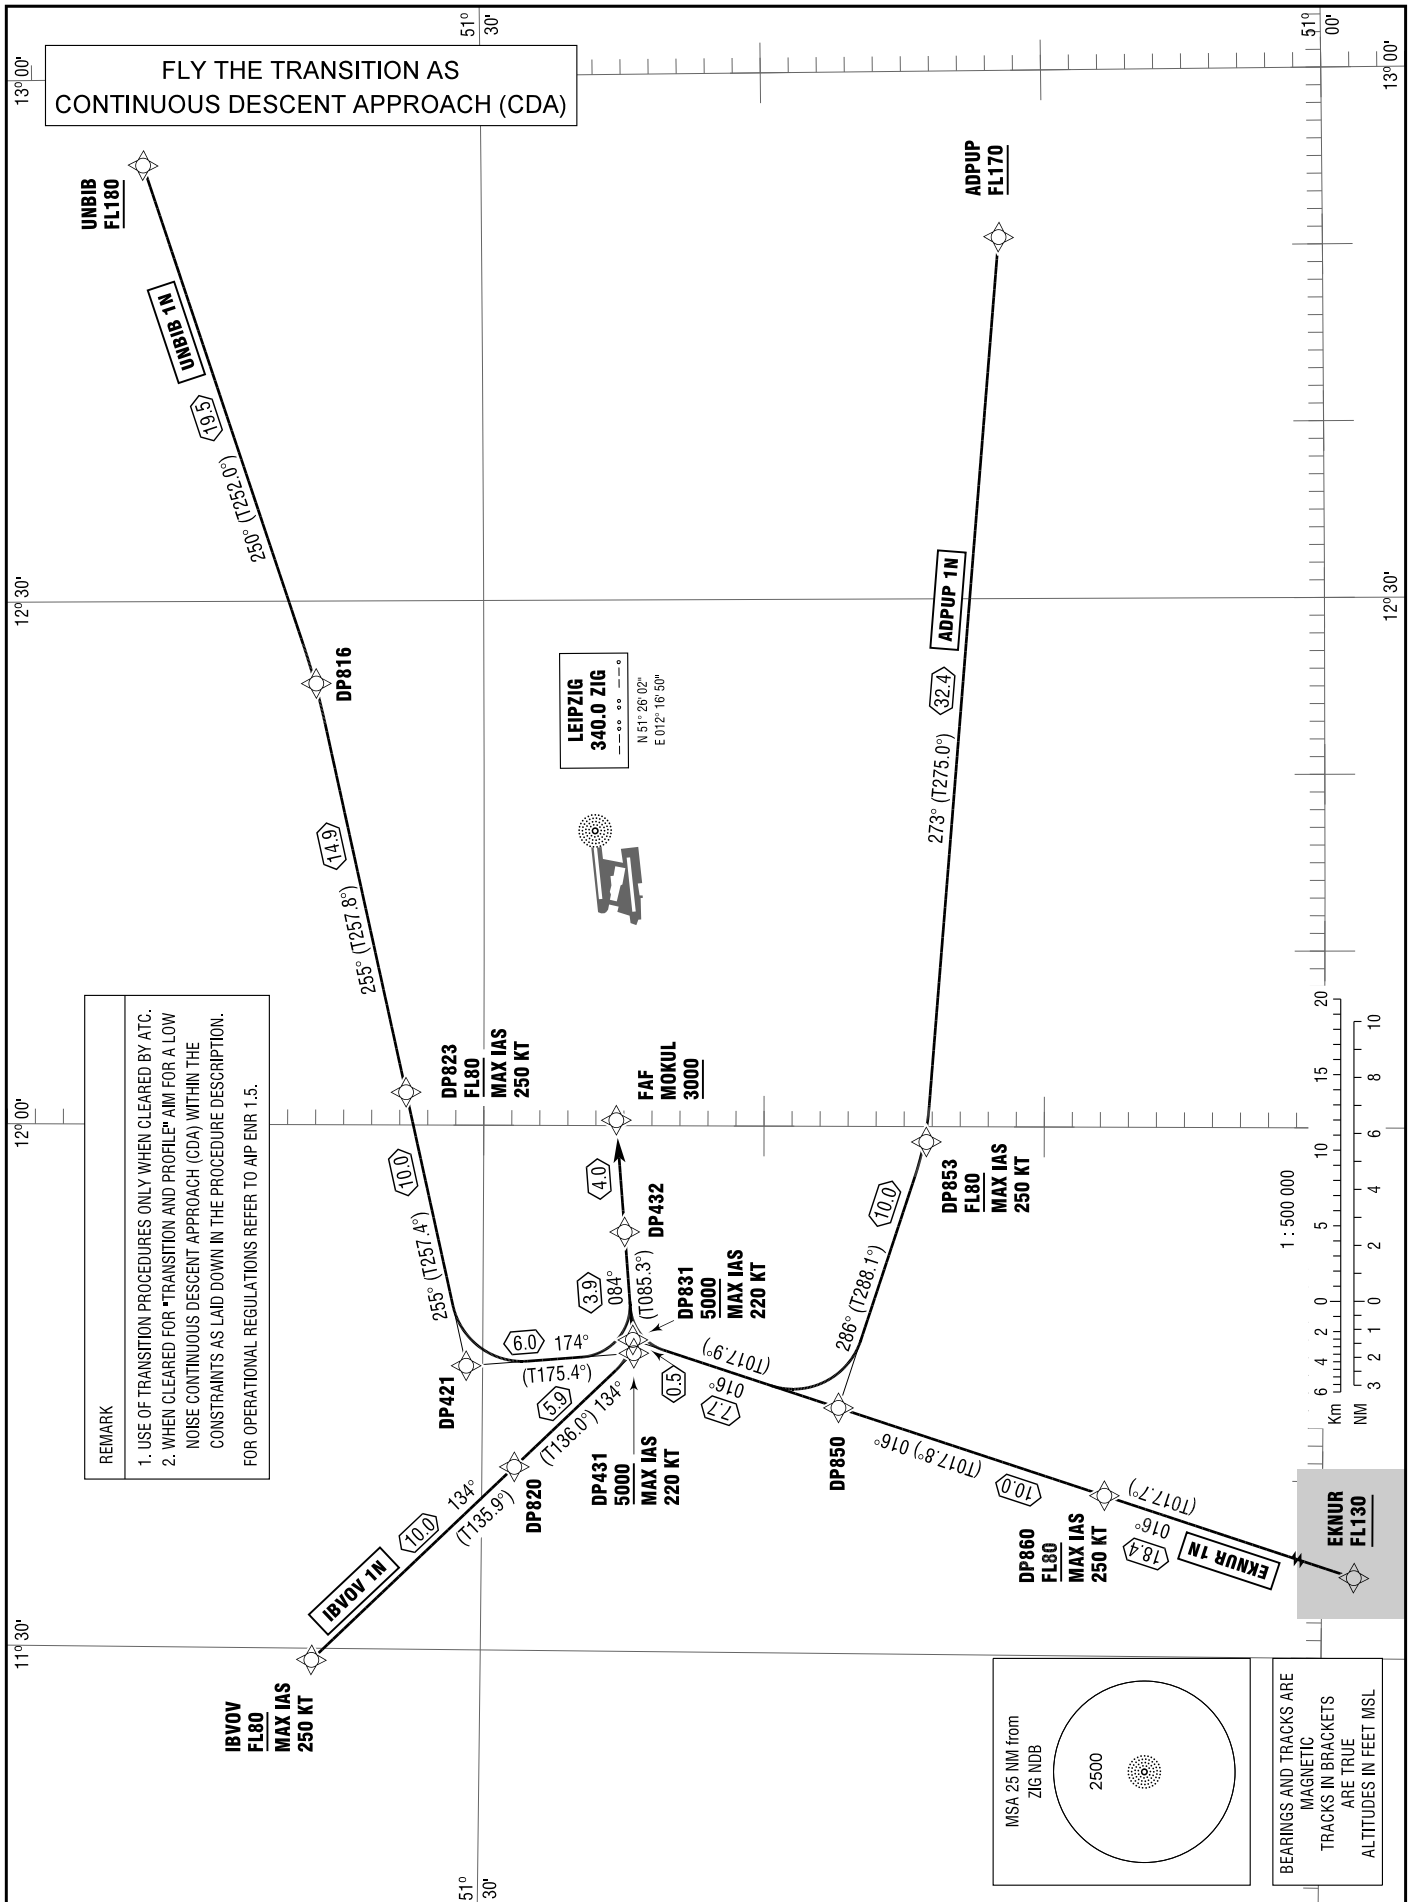 FLY THE TRANSITION AS
CONTINUOUS DESCENT APPROACH (CDA)
13° 00'
12° 30'
12° 00'
11° 30'
51°
30'
51°
00'
13° 00'
12° 30'
51°
30'
UNBIB
FL180
UNBIB 1N
19.5
250° (T252.0°)
DP816
14.9
255° (T257.8°)
DP823
FL80
MAX IAS
250 KT
10.0
255° (T257.4°)
DP421
6.0
174°
(T175.4°)
ADPUP
FL170
ADPUP 1N
32.4
273° (T275.0°)
DP853
FL80
MAX IAS
250 KT
10.0
286° (T288.1°)
DP850
LEIPZIG
340.0 ZIG
N 51° 26' 02"
E 012° 16' 50"
REMARK
1. USE OF TRANSITION PROCEDURES ONLY WHEN CLEARED BY ATC.
2. WHEN CLEARED FOR "TRANSITION AND PROFILE" AIM FOR A LOW
NOISE CONTINUOUS DESCENT APPROACH (CDA) WITHIN THE
CONSTRAINTS AS LAID DOWN IN THE PROCEDURE DESCRIPTION.
FOR OPERATIONAL REGULATIONS REFER TO AIP ENR 1.5.
FAF
MOKUL
3000
4.0
DP432
3.9
084°
(T085.3°)
DP831
5000
MAX IAS
220 KT
0.5
(T017.9°)
016°
7.7
IBVOV
FL80
MAX IAS
250 KT
IBVOV 1N
10.0
134°
(T135.9°)
DP820
5.9
(T136.0°) 134°
DP431
5000
MAX IAS
220 KT
(T017.8°) 016°
10.0
DP860
FL80
MAX IAS
250 KT
(T017.7°)
016°
18.4
EKNUR 1N
EKNUR
FL130
1 : 500 000
Km 6 4 2 0 5 10 15 20
NM 3 2 1 0 2 4 6 8 10
MSA 25 NM from
ZIG NDB
2500
BEARINGS AND TRACKS ARE
MAGNETIC
TRACKS IN BRACKETS
ARE TRUE
ALTITUDES IN FEET MSL